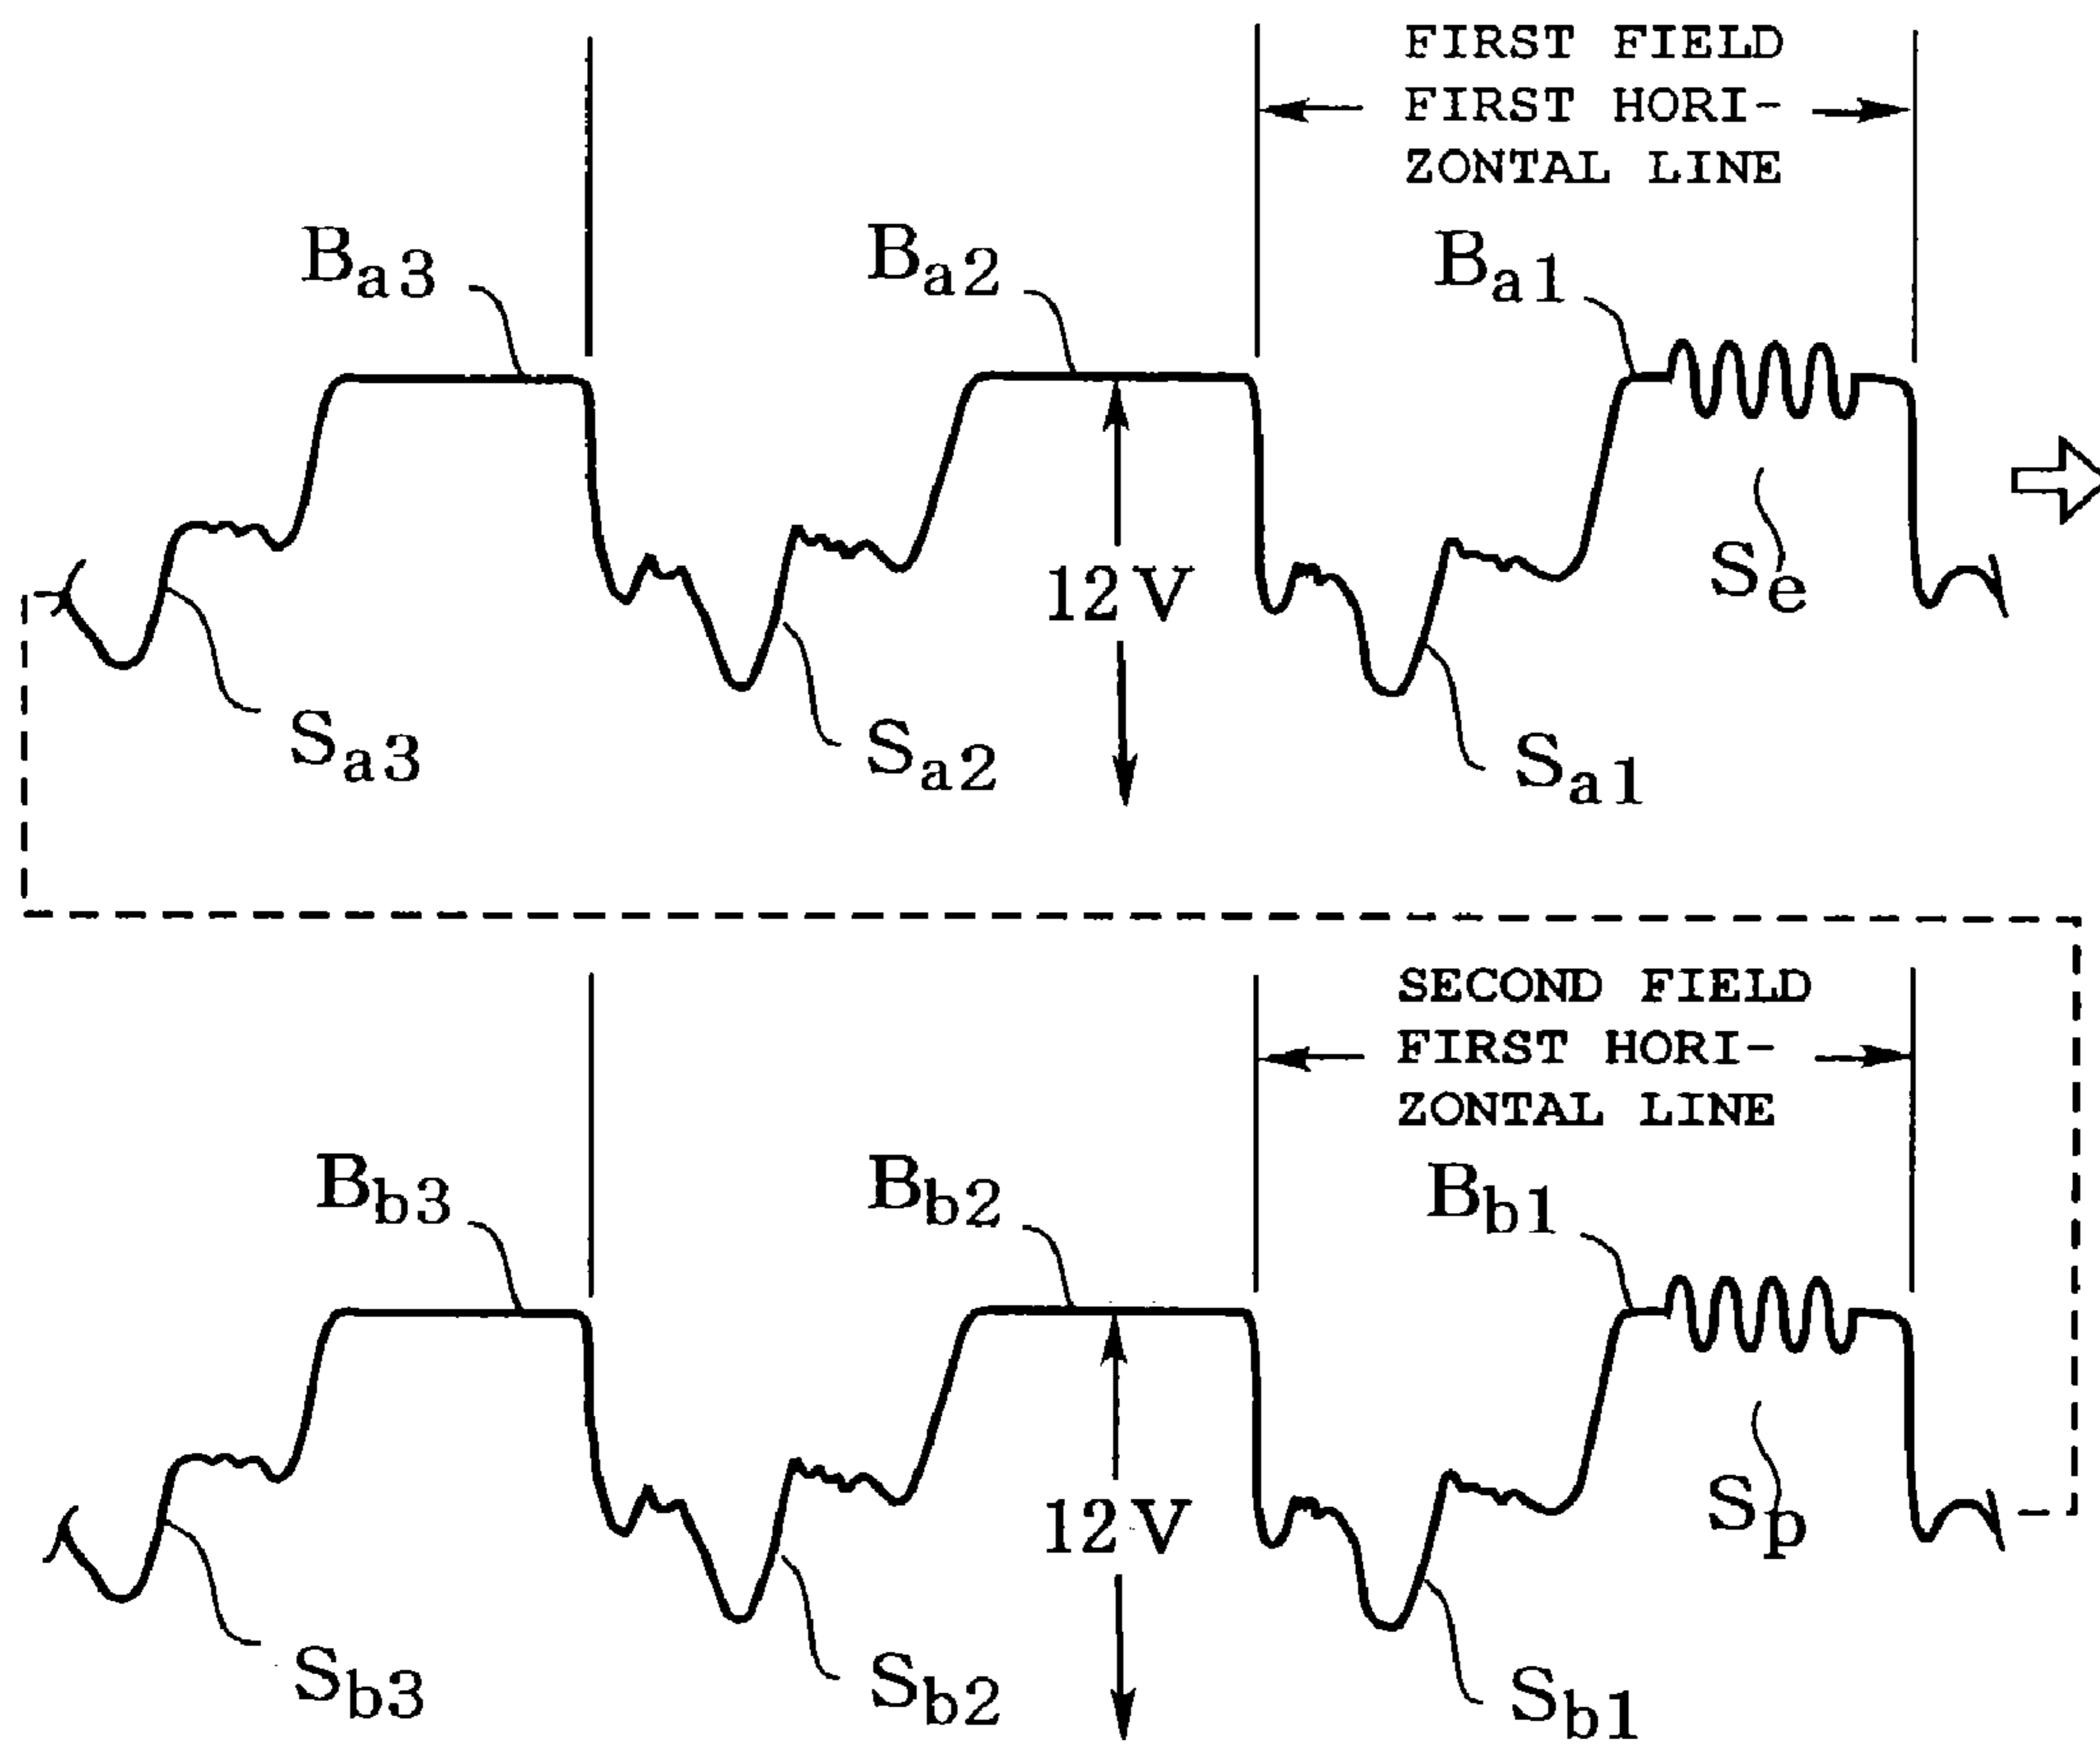 FIRST FIELD
FIRST HORI-
ZONTAL LINE
Ba3
Ba2
Ba1
12V
Se
Sa3
Sa2
Sa1
SECOND FIELD
FIRST HORI-
ZONTAL LINE
Bb3
Bb2
Bb1
12V
Sp
Sb3
Sb2
Sb1